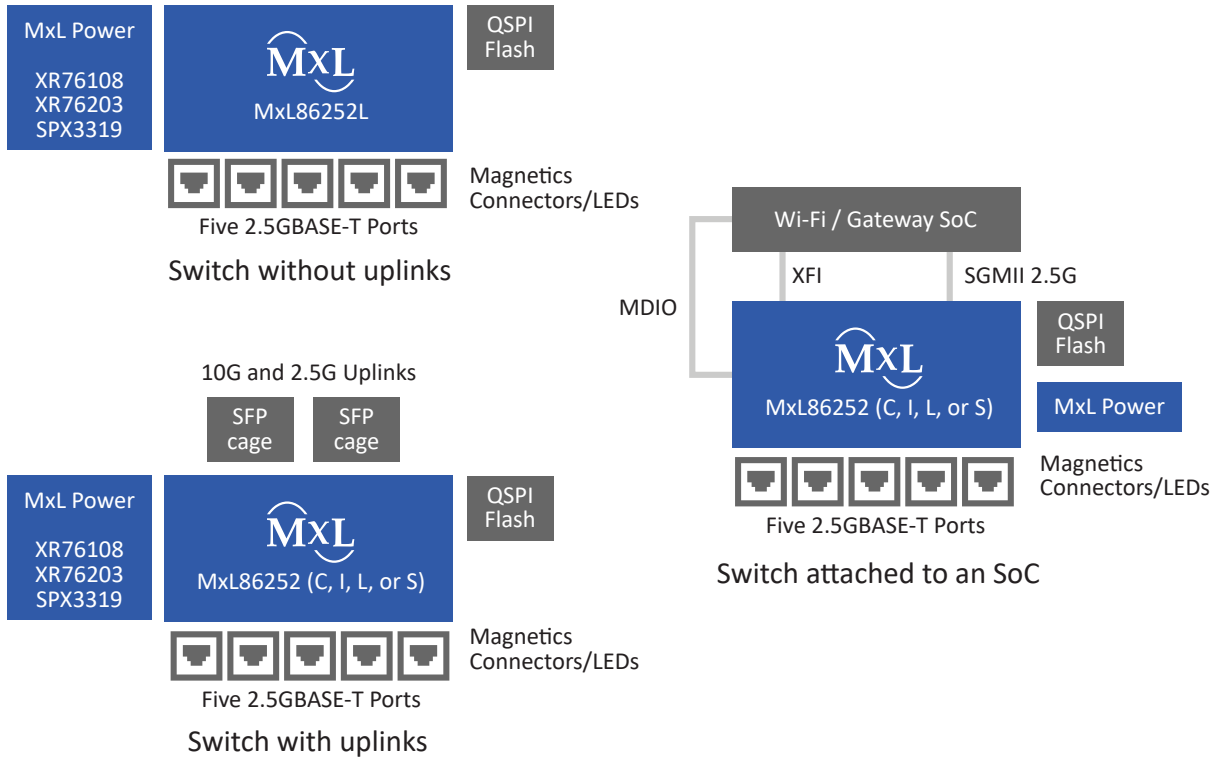 MxL Power
XR76108
XR76203
SPX3319
MxL
MxL86252L
QSPI
Flash
Magnetics
Connectors/LEDs
Five 2.5GBASE-T Ports
Switch without uplinks
10G and 2.5G Uplinks
SFP
cage
SFP
cage
MxL Power
XR76108
XR76203
SPX3319
MxL
MxL86252 (C, I, L, or S)
QSPI
Flash
Magnetics
Connectors/LEDs
Five 2.5GBASE-T Ports
Switch with uplinks
Wi-Fi / Gateway SoC
XFI
SGMII 2.5G
MDIO
MxL
MxL86252 (C, I, L, or S)
QSPI
Flash
MxL Power
Magnetics
Connectors/LEDs
Five 2.5GBASE-T Ports
Switch attached to an SoC